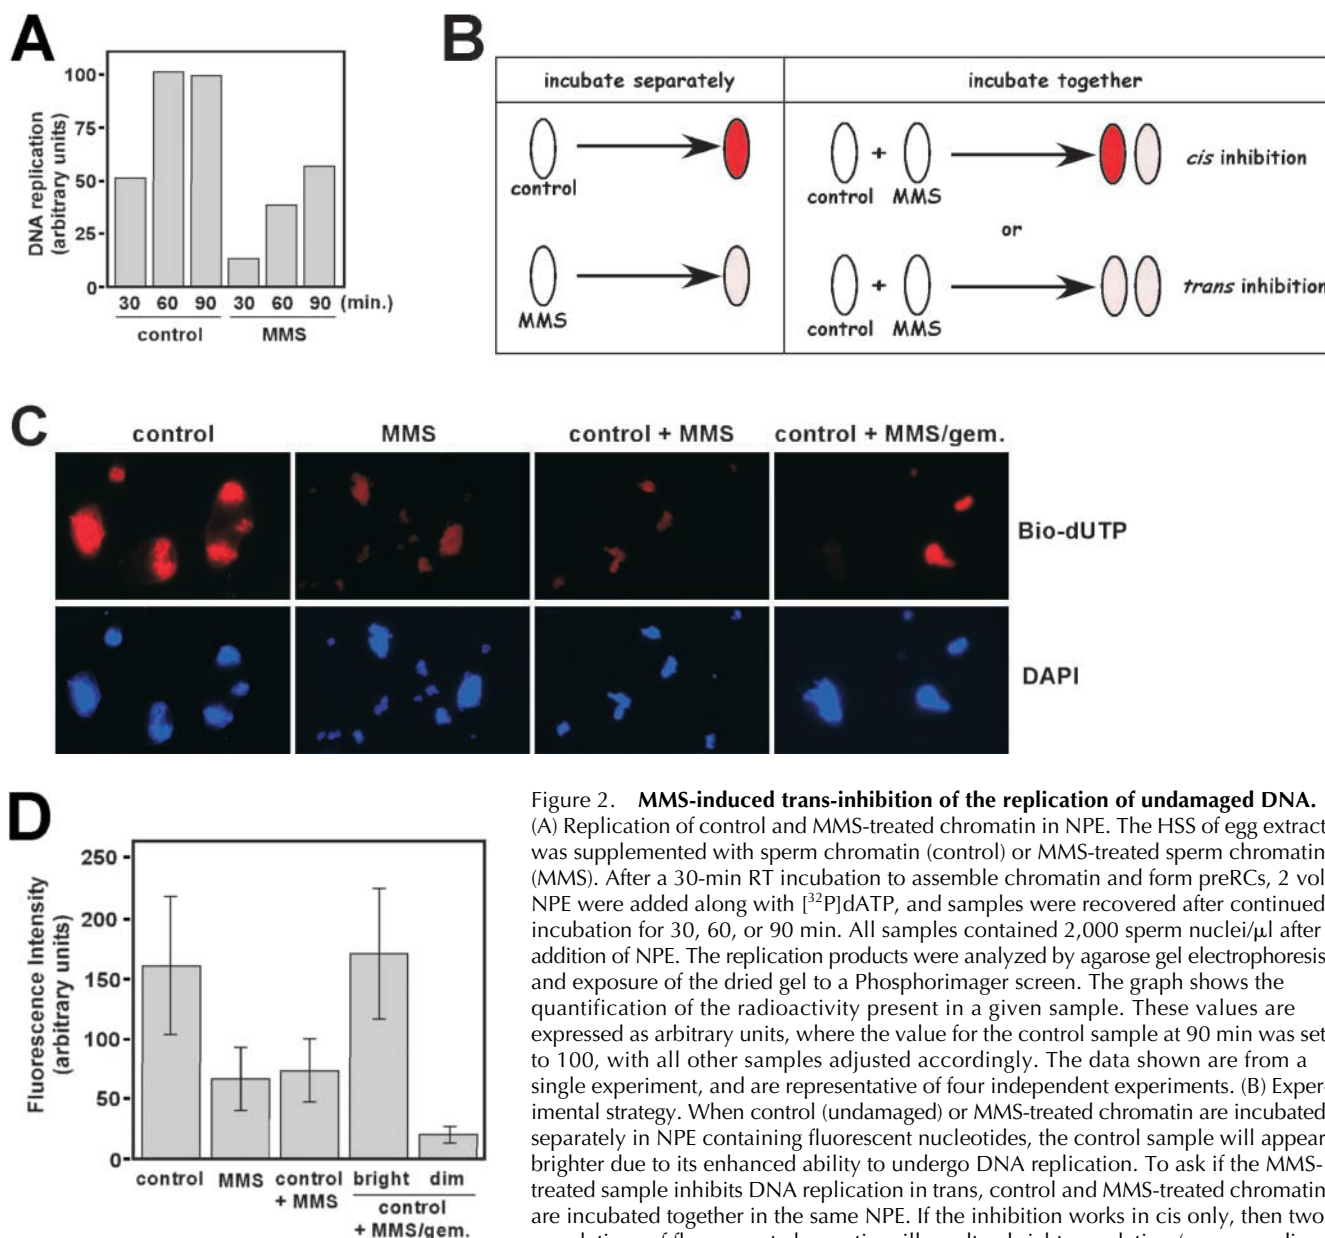 A
100
75
50
25
0
DNA replication
(arbitrary units)
30 60 90 30 60 90 (min.)
control MMS
B
incubate separately
incubate together
control
MMS
+
control MMS
cis inhibition
or
+
control MMS
trans inhibition
C
control MMS control + MMS control + MMS/gem.
Bio-dUTP
DAPI
D
250
200
150
100
50
0
Fluorescence Intensity
(arbitrary units)
control MMS control + MMS bright dim
control
+ MMS/gem.
Figure 2. MMS-induced trans-inhibition of the replication of undamaged DNA.
(A) Replication of control and MMS-treated chromatin in NPE. The HSS of egg extract
was supplemented with sperm chromatin (control) or MMS-treated sperm chromatin
(MMS). After a 30-min RT incubation to assemble chromatin and form preRCs, 2 vol
NPE were added along with [³²P]dATP, and samples were recovered after continued
incubation for 30, 60, or 90 min. All samples contained 2,000 sperm nuclei/μl after
addition of NPE. The replication products were analyzed by agarose gel electrophoresis
and exposure of the dried gel to a Phosphorimager screen. The graph shows the
quantification of the radioactivity present in a given sample. These values are
expressed as arbitrary units, where the value for the control sample at 90 min was set
to 100, with all other samples adjusted accordingly. The data shown are from a
single experiment, and are representative of four independent experiments. (B) Exper-
imental strategy. When control (undamaged) or MMS-treated chromatin are incubated
separately in NPE containing fluorescent nucleotides, the control sample will appear
brighter due to its enhanced ability to undergo DNA replication. To ask if the MMS-
treated sample inhibits DNA replication in trans, control and MMS-treated chromatin
are incubated together in the same NPE. If the inhibition works in cis only, then two